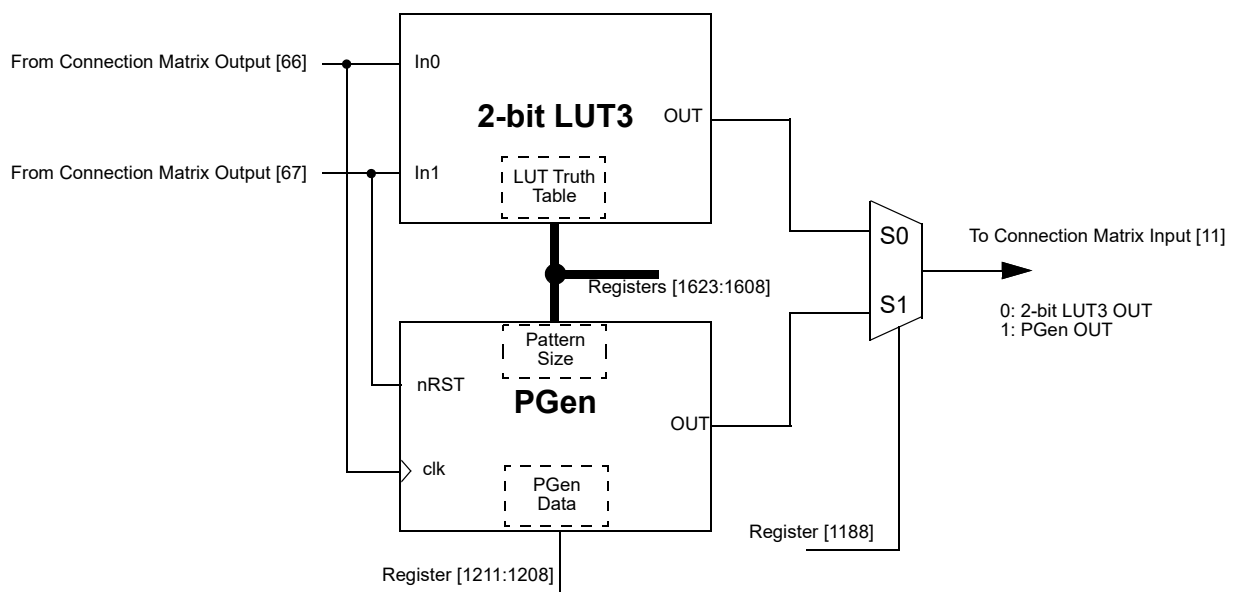 From Connection Matrix Output [66]
In0
2-bit LUT3
OUT
From Connection Matrix Output [67]
In1
LUT Truth
Table
S0
To Connection Matrix Input [11]
Registers [1623:1608]
S1
0: 2-bit LUT3 OUT
1: PGen OUT
Pattern
Size
nRST
PGen
OUT
clk
PGen
Data
Register [1188]
Register [1211:1208]